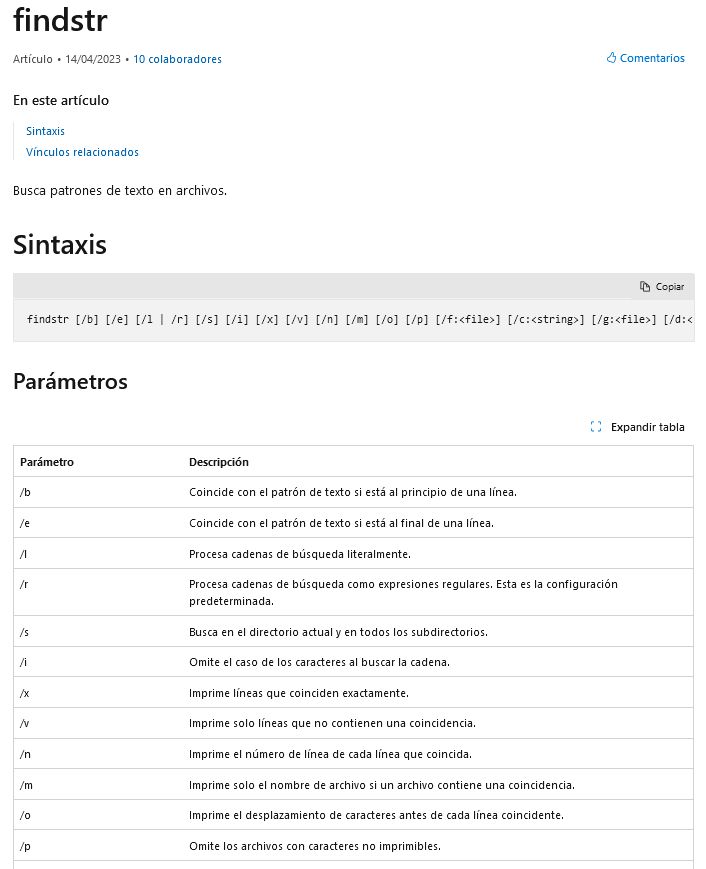 findstr
Artículo • 14/04/2023 • 10 colaboradores
Comentarios
En este artículo
Sintaxis
Vínculos relacionados
Busca patrones de texto en archivos.
Sintaxis
Copiar
findstr [/b] [/e] [/l | /r] [/s] [/i] [/x] [/v] [/n] [/m] [/o] [/p] [/f:<file>] [/c:<string>] [/g:<file>] [/d:<
Parámetros
Expandir tabla
Parámetro Descripción
/b Coincide con el patrón de texto si está al principio de una línea.
/e Coincide con el patrón de texto si está al final de una línea.
/l Procesa cadenas de búsqueda literalmente.
/r Procesa cadenas de búsqueda como expresiones regulares. Esta es la configuración
predeterminada.
/s Busca en el directorio actual y en todos los subdirectorios.
/i Omite el caso de los caracteres al buscar la cadena.
/x Imprime líneas que coinciden exactamente.
/v Imprime solo líneas que no contienen una coincidencia.
/n Imprime el número de línea de cada línea que coincida.
/m Imprime solo el nombre de archivo si un archivo contiene una coincidencia.
/o Imprime el desplazamiento de caracteres antes de cada línea coincidente.
/p Omite los archivos con caracteres no imprimibles.